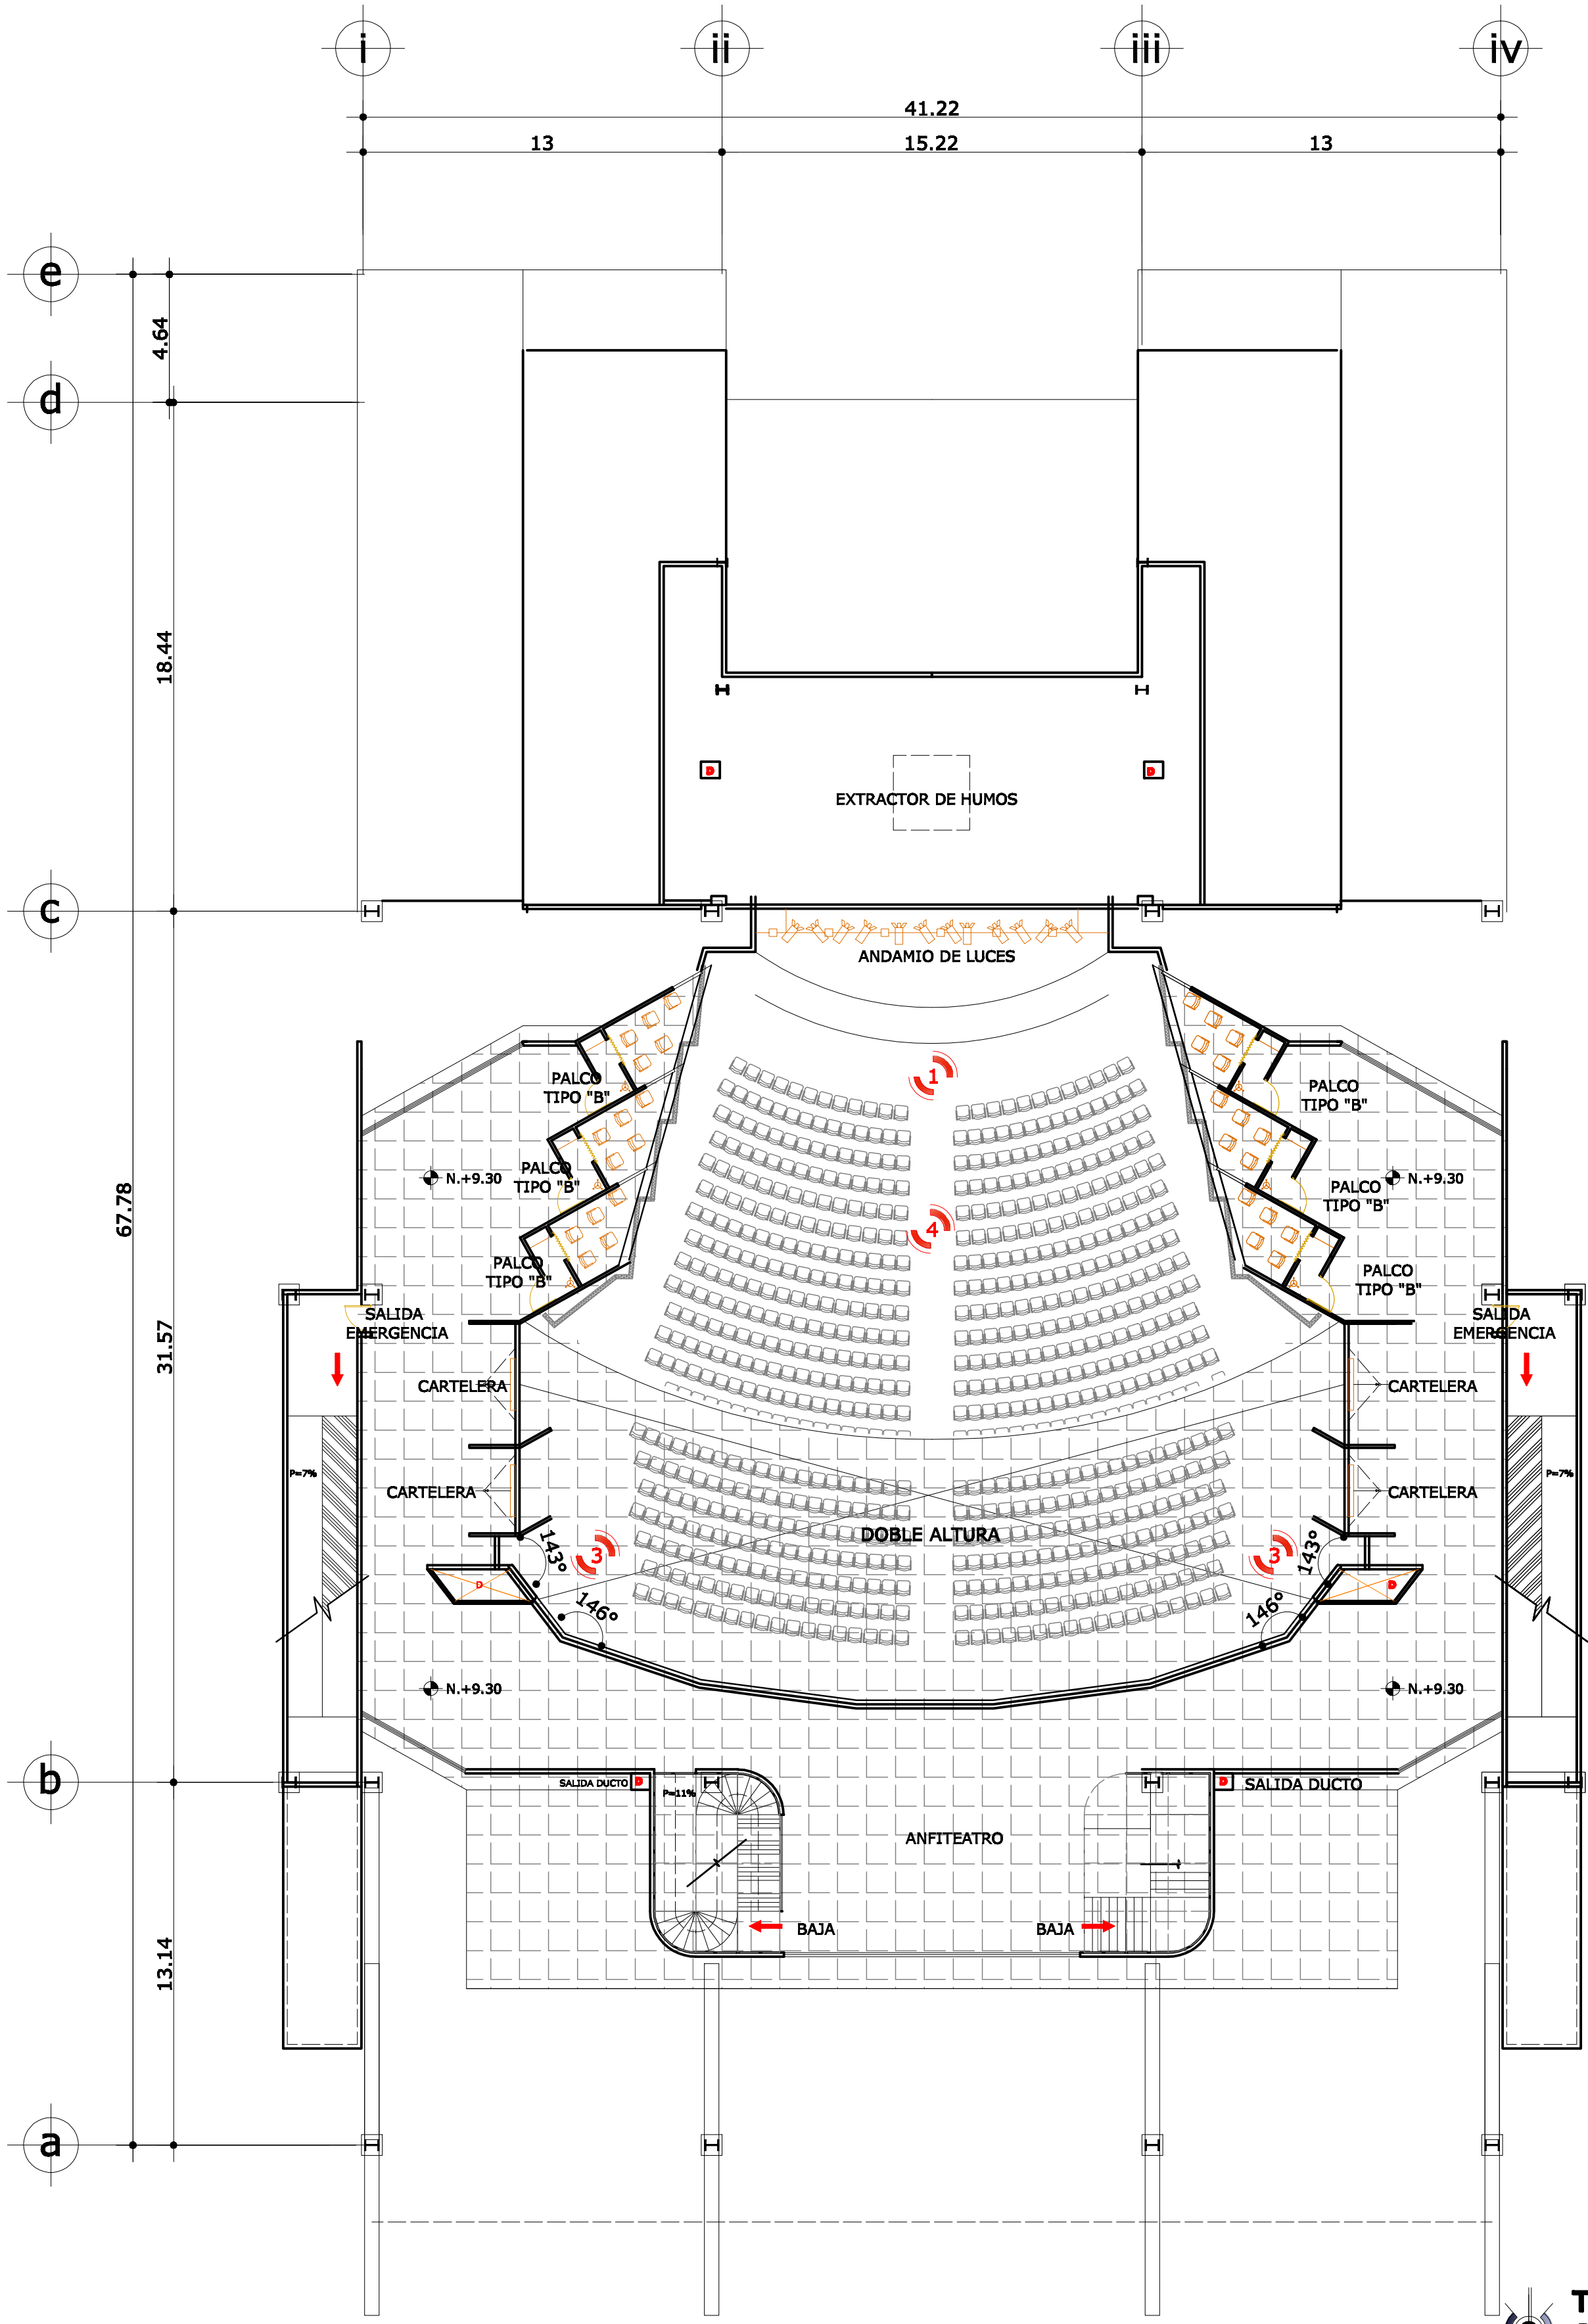 i
ii
iii
iv
41.22
13
15.22
13
e
4.64
d
18.44
D
D
EXTRACTOR DE HUMOS
c
ANDAMIO DE LUCES
1
PALCO
TIPO "B"
PALCO
TIPO "B"
PALCO
TIPO "B"
PALCO
TIPO "B"
N.+9.30
N.+9.30
67.78
4
PALCO
TIPO "B"
PALCO
TIPO "B"
SALIDA
EMERGENCIA
SALIDA
EMERGENCIA
31.57
CARTELERA
CARTELERA
P=7%
P=7%
CARTELERA
CARTELERA
DOBLE ALTURA
143°
3
3
143°
D
D
146°
146°
N.+9.30
N.+9.30
b
SALIDA DUCTO
D
P=11%
D
SALIDA DUCTO
ANFITEATRO
BAJA
BAJA
13.14
a
T